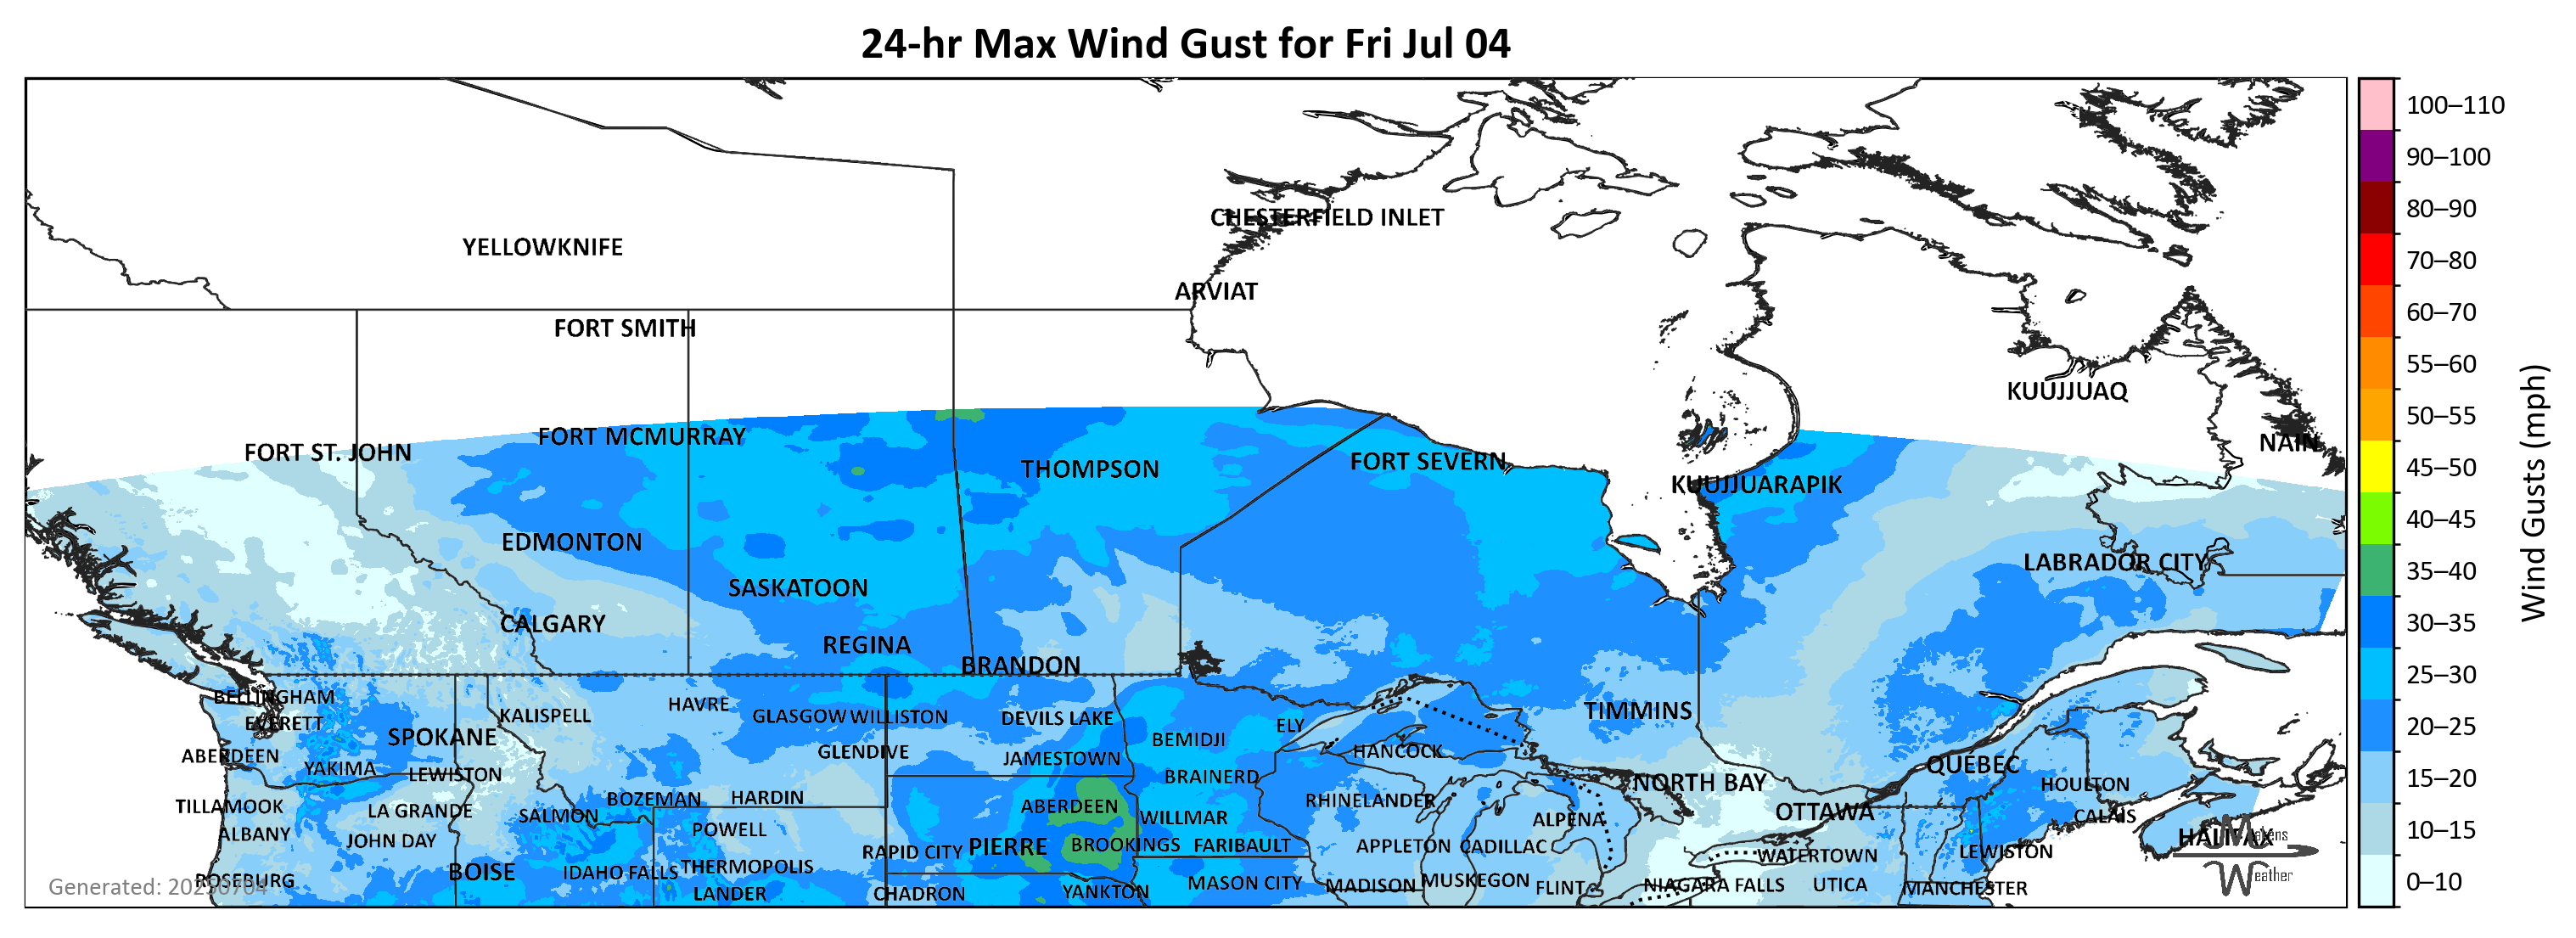 24-hr Max Wind Gust for Fri Jul 04
100–110
90–100
80–90
70–80
60–70
55–60
50–55
45–50
40–45
35–40
30–35
25–30
20–25
15–20
10–15
0–10
Wind Gusts (mph)
CHESTERFIELD INLET
YELLOWKNIFE
ARVIAT
FORT SMITH
KUUJJUAQ
FORT MCMURRAY
NAIN
FORT ST. JOHN
THOMPSON
FORT SEVERN
KUUJJUARAPIK
EDMONTON
LABRADOR CITY
SASKATOON
CALGARY
REGINA
BRANDON
BELLINGHAM
HAVRE
TIMMINS
KALISPELL
GLASGOW
WILLISTON
DEVILS LAKE
EVERETT
ELY
SPOKANE
BEMIDJI
HANCOCK
ABERDEEN
GLENDIVE
JAMESTOWN
QUEBEC
YAKIMA
LEWISTON
BRAINERD
NORTH BAY
HOULTON
BOZEMAN
HARDIN
RHINELANDER
TILLAMOOK
LA GRANDE
SALMON
ABERDEEN
WILLMAR
ALPENA
OTTAWA
CALAIS
ALBANY
JOHN DAY
POWELL
HALIFAX
Makens
Weather
RAPID CITY
PIERRE
BROOKINGS
FARIBAULT
APPLETON
CADILLAC
WATERTOWN
LEWISTON
BOISE
IDAHO FALLS
THERMOPOLIS
ROSEBURG
LANDER
CHADRON
YANKTON
MASON CITY
MADISON
MUSKEGON
FLINT
NIAGARA FALLS
UTICA
MANCHESTER
Generated: 20250704